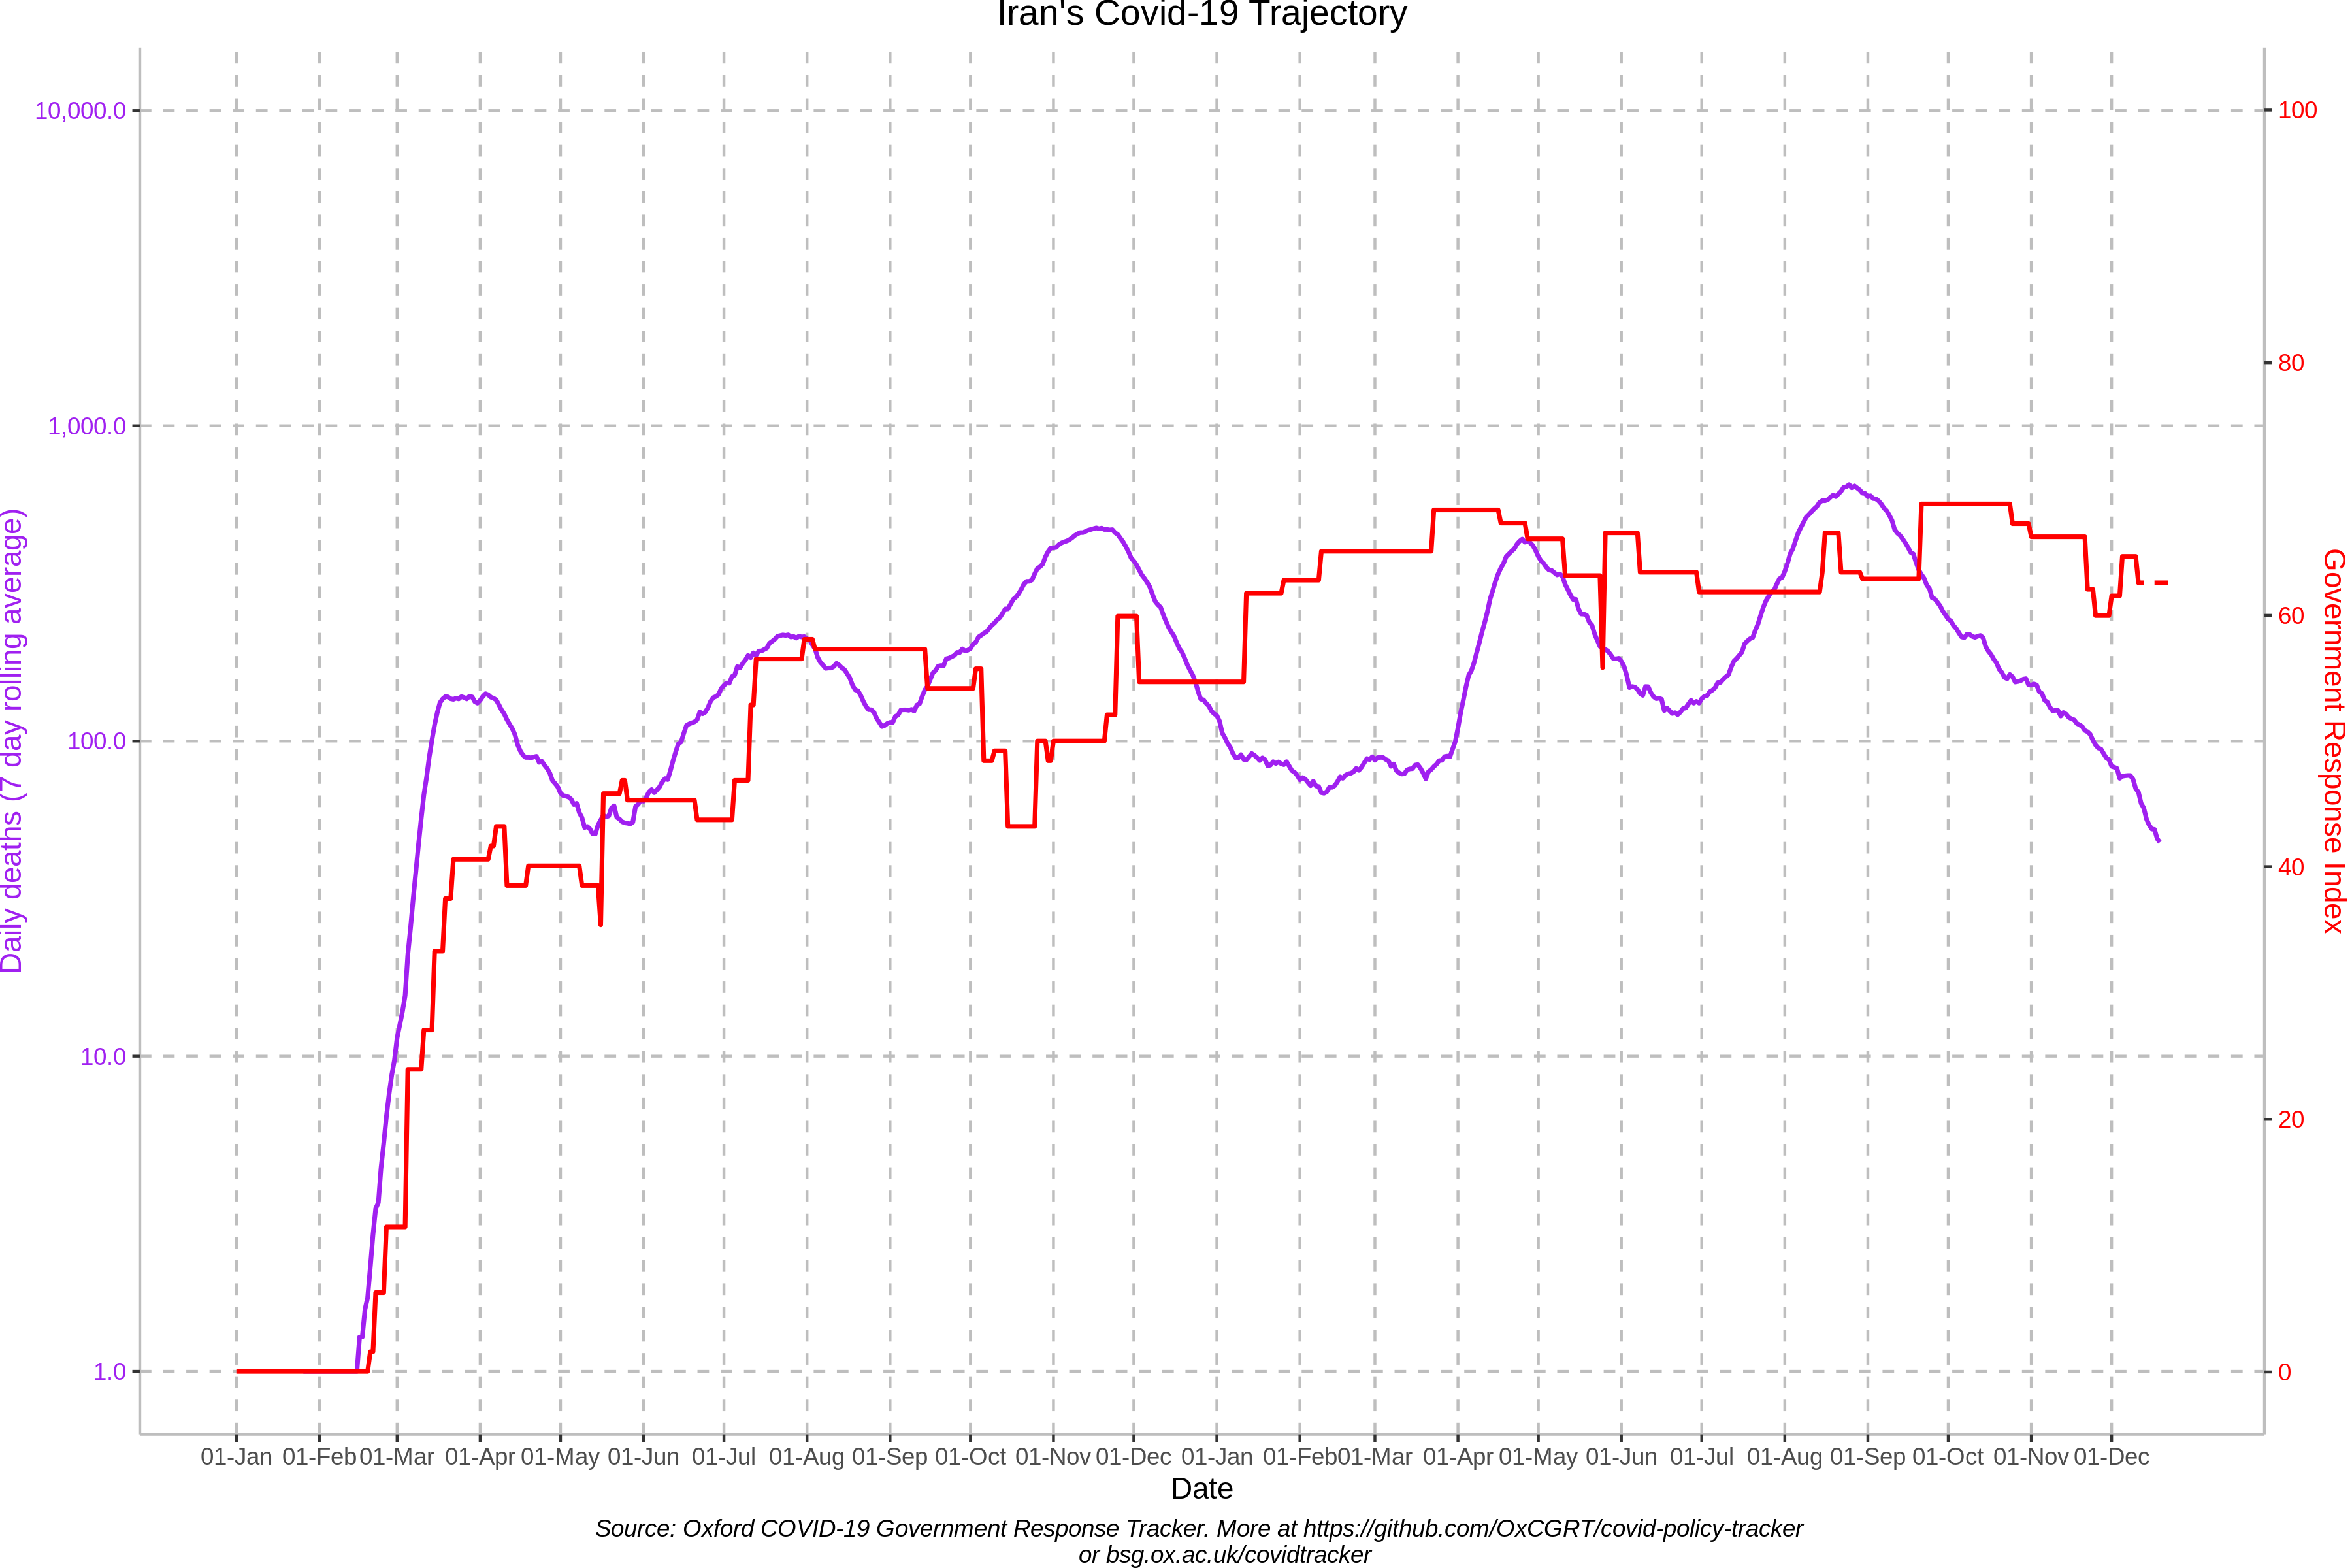 Iran's Covid-19 Trajectory
10,000.0
1,000.0
100.0
10.0
1.0
Daily deaths (7 day rolling average)
100
80
60
40
20
0
Government Response Index
01-Jan 01-Feb 01-Mar 01-Apr 01-May 01-Jun 01-Jul 01-Aug 01-Sep 01-Oct 01-Nov 01-Dec 01-Jan 01-Feb 01-Mar 01-Apr 01-May 01-Jun 01-Jul 01-Aug 01-Sep 01-Oct 01-Nov 01-Dec
Date
Source: Oxford COVID-19 Government Response Tracker. More at https://github.com/OxCGRT/covid-policy-tracker
or bsg.ox.ac.uk/covidtracker